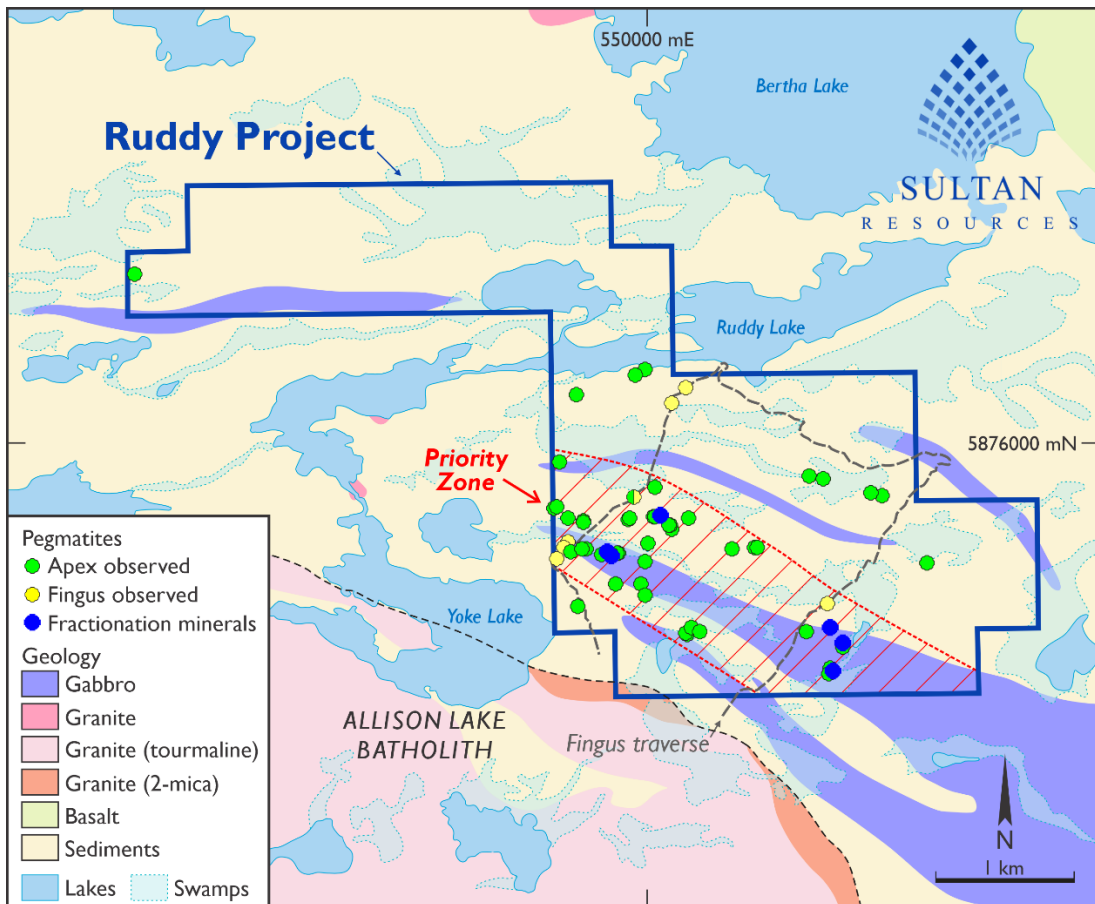 550000 mE
Bertha Lake
Ruddy Project
SULTAN
RESOURCES
Ruddy Lake
5876000 mN
Priority
Zone
Yoke Lake
ALLISON LAKE
BATHOLITH
Fingus traverse
Pegmatites
Apex observed
Fingus observed
Fractionation minerals
Geology
Gabbro
Granite
Granite (tourmaline)
Granite (2-mica)
Basalt
Sediments
Lakes Swamps
N
1 km